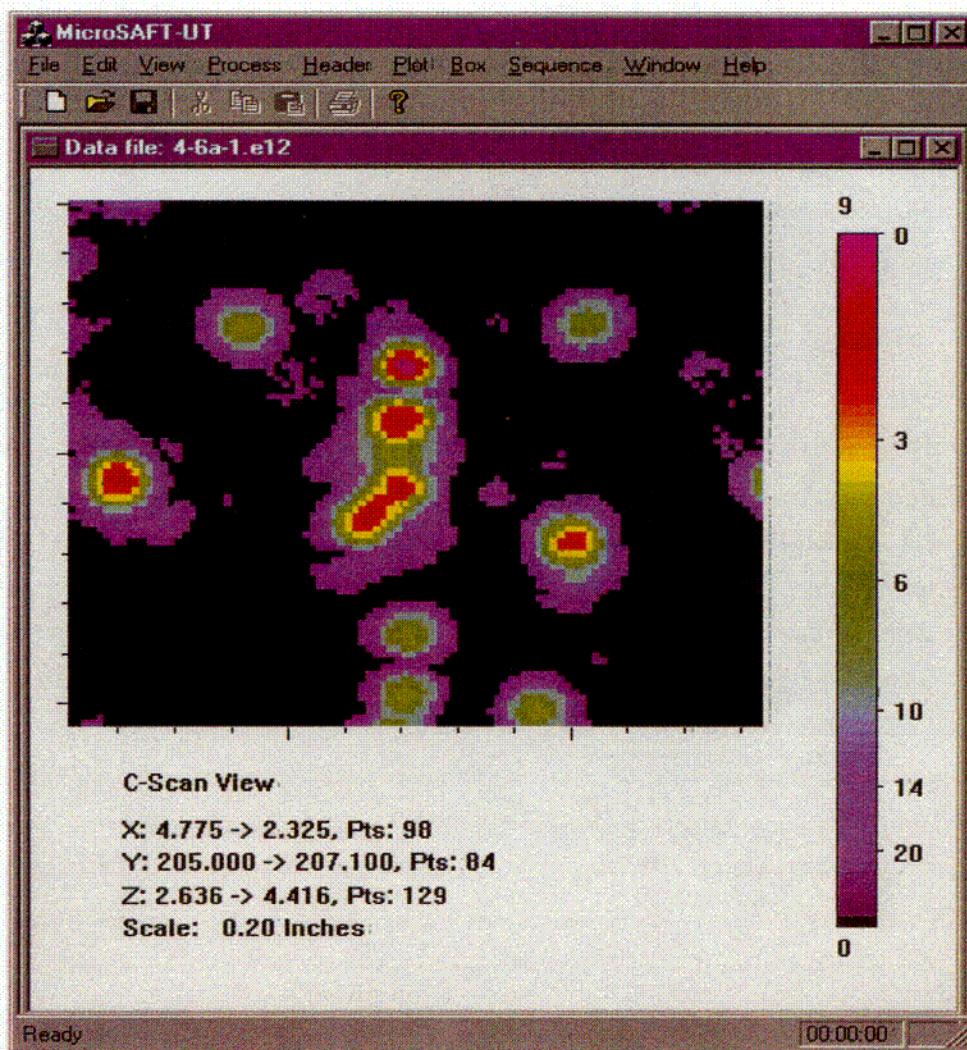 MicroSAFT-UT
File Edit View Process Header Plot Box Sequence Window Help
Data file: 4-6a-1.e12
9
0
3
6
10
14
20
0
C-Scan View
X: 4.775 -> 2.325, Pts: 98
Y: 205.000 -> 207.100, Pts: 84
Z: 2.636 -> 4.416, Pts: 129
Scale: 0.20 Inches
Ready 00:00:00